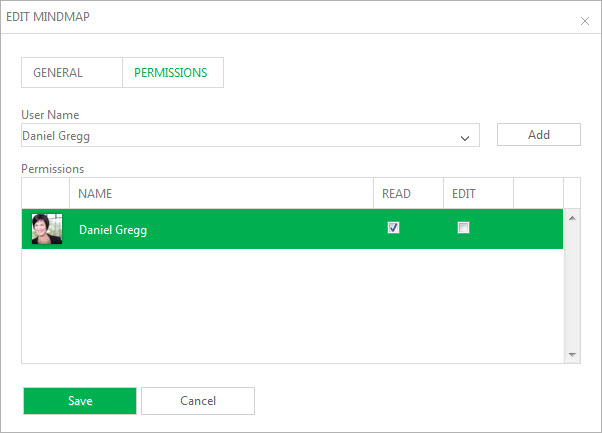 EDIT MINDMAP
GENERAL PERMISSIONS
User Name
Daniel Gregg Add
Permissions
NAME READ EDIT
Daniel Gregg
Save Cancel